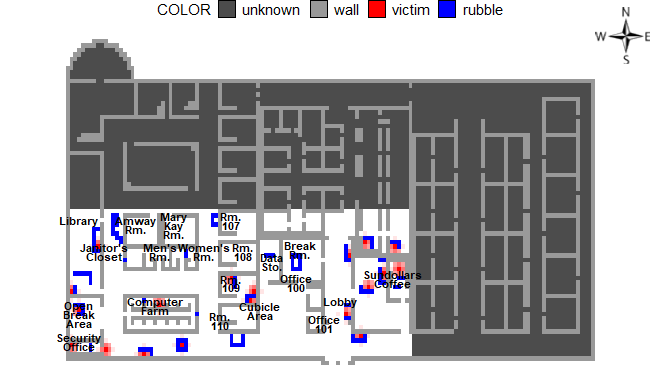 COLOR unknown wall victim rubble
N
W E
S
Library
Amway
Rm.
Mary
Kay
Rm.
Rm.
107
Janitor's
Closet
Men's
Rm.
Women's
Rm.
Rm.
108
Data
Sto.
Break
Rm.
Office
100
Sudollars
Coffee
Rm.
109
Open
Break
Area
Computer
Farm
Cubicle
Area
Lobby
Rm.
110
Office
101
Security
Office